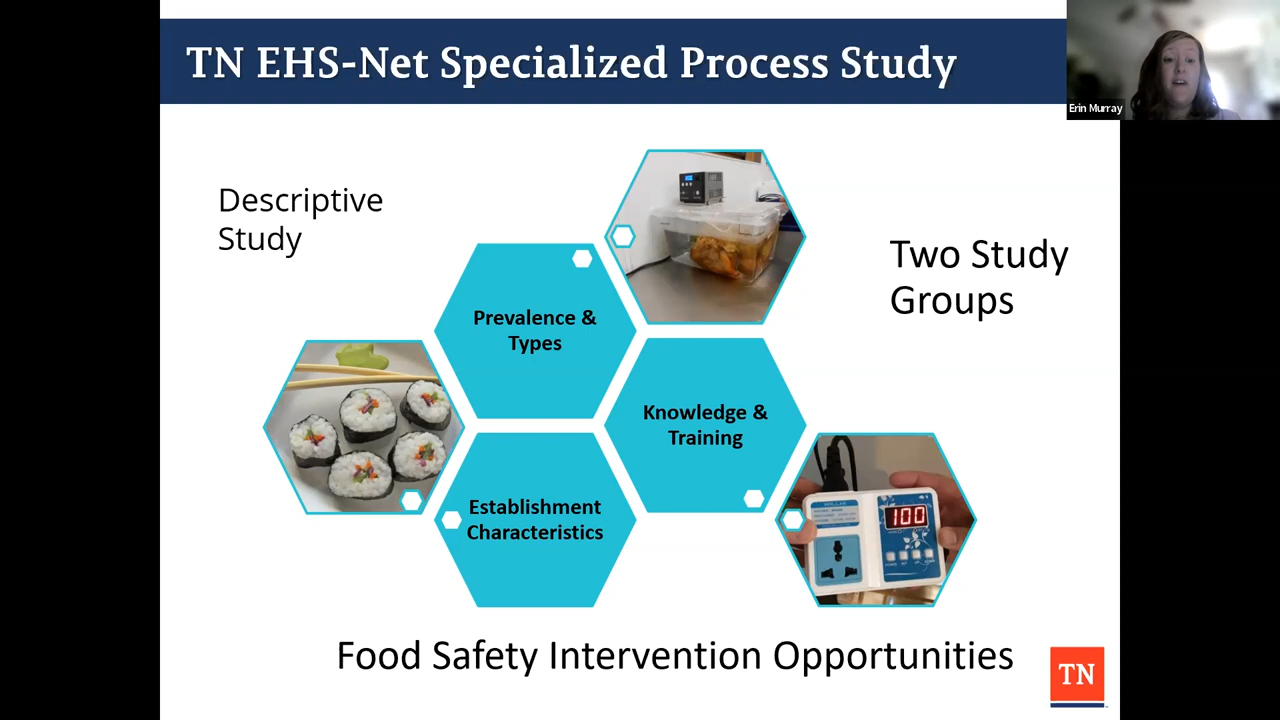 TN EHS-Net Specialized Process Study
Erin Murray
Descriptive
Study
Two Study
Groups
Prevalence &
Types
Knowledge &
Training
Establishment
Characteristics
100
Food Safety Intervention Opportunities
TN